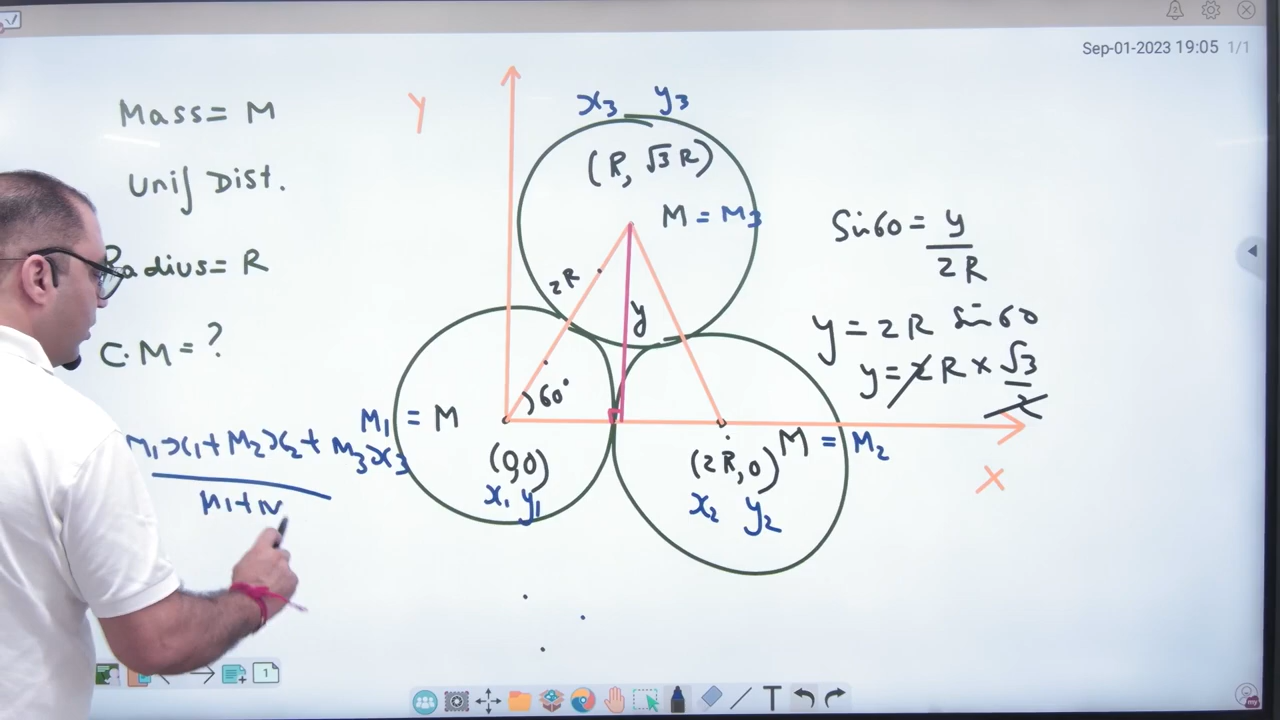 Sep-01-2023 19:05 1/1
Mass = M
Unif Dist.
Radius = R
C.M = ?
M₁x₁ + M₂x₂ + M₃x₃
M₁ + M
Y
x₃ y₃
(R, √3 R)
M = M₃
2R
y
60°
M₁ = M
(0,0)
x₁ y₁
(2R, 0)
M = M₂
x₂ y₂
X
Sin60 = y
2R
y = 2R Sin60
y = 2R × √3
2
1
T
my